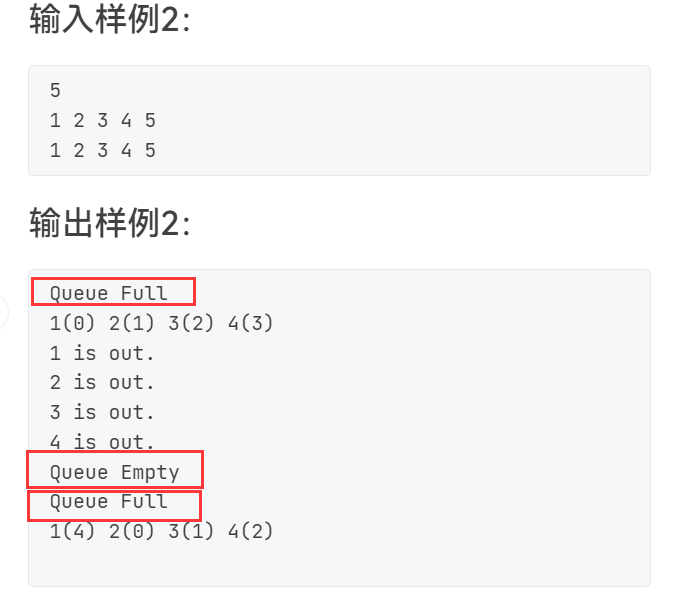 输入样例2:
5
1 2 3 4 5
1 2 3 4 5
输出样例2:
Queue Full
1(0) 2(1) 3(2) 4(3)
1 is out.
2 is out.
3 is out.
4 is out.
Queue Empty
Queue Full
1(4) 2(0) 3(1) 4(2)